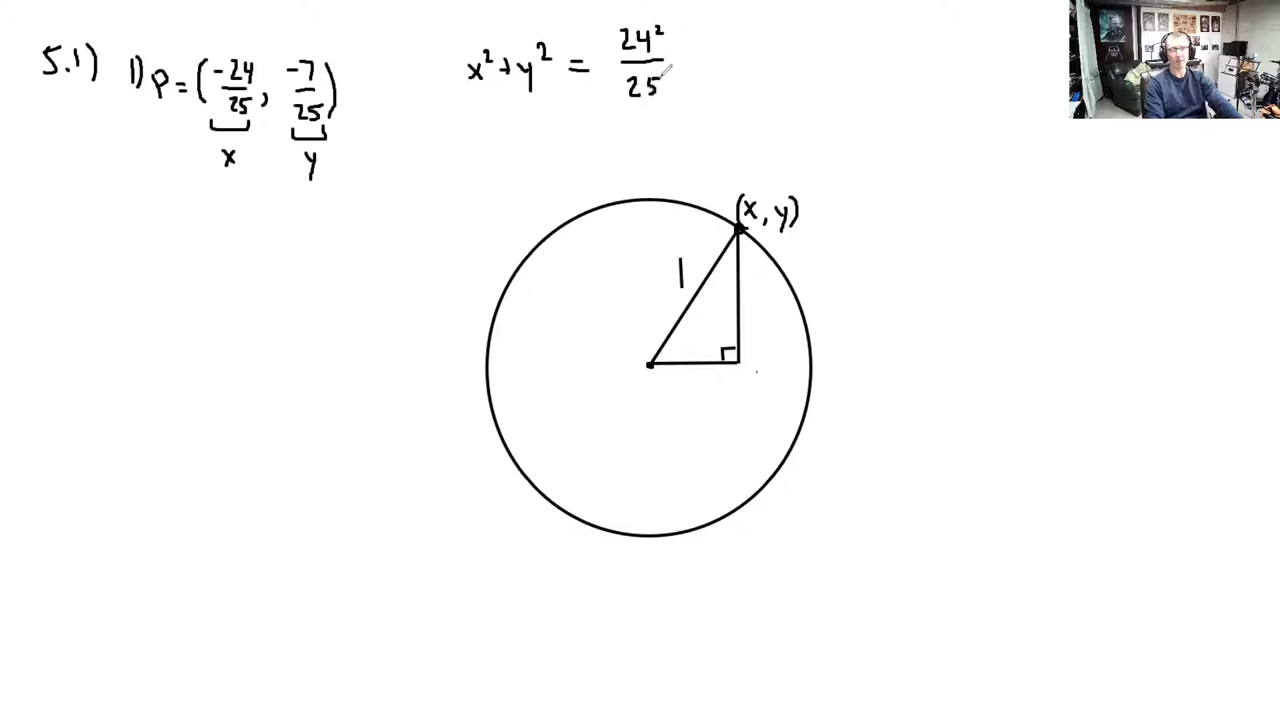 5.1) 1) P = (-24/25, -7/25)
x y
x² + y² = 24²/25
(x, y)
1